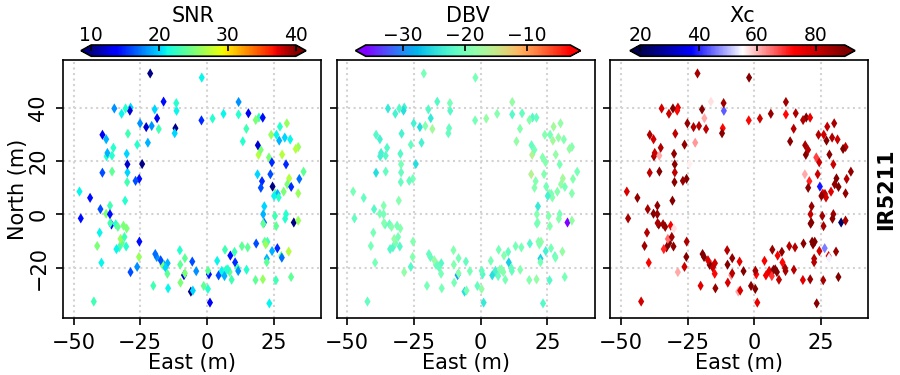 SNR DBV Xc
10 20 30 40 −30 −20 −10 20 40 60 80
40
20
0
−20
North (m)
IR5211
−50 −25 0 25 −50 −25 0 25 −50 −25 0 25
East (m) East (m) East (m)